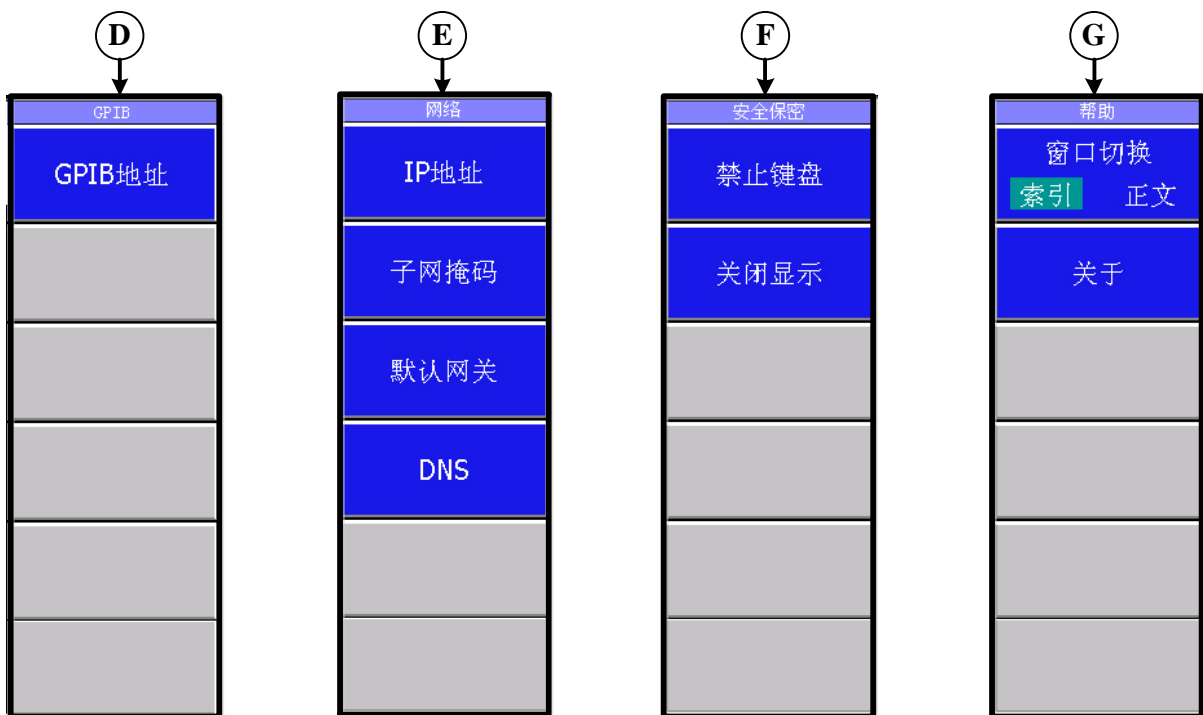 D
E
F
G
GPIB
GPIB地址
网络
IP地址
子网掩码
默认网关
DNS
安全保密
禁止键盘
关闭显示
帮助
窗口切换
索引 正文
关于